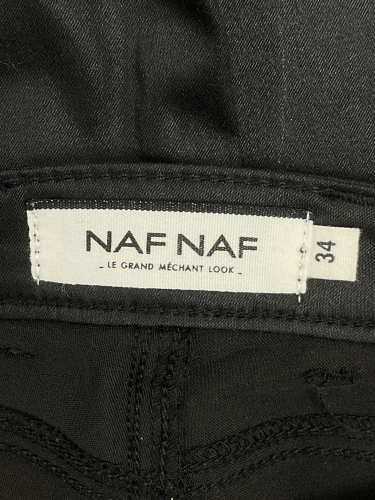 NAF NAF
_ LE GRAND MÉCHANT LOOK _
34